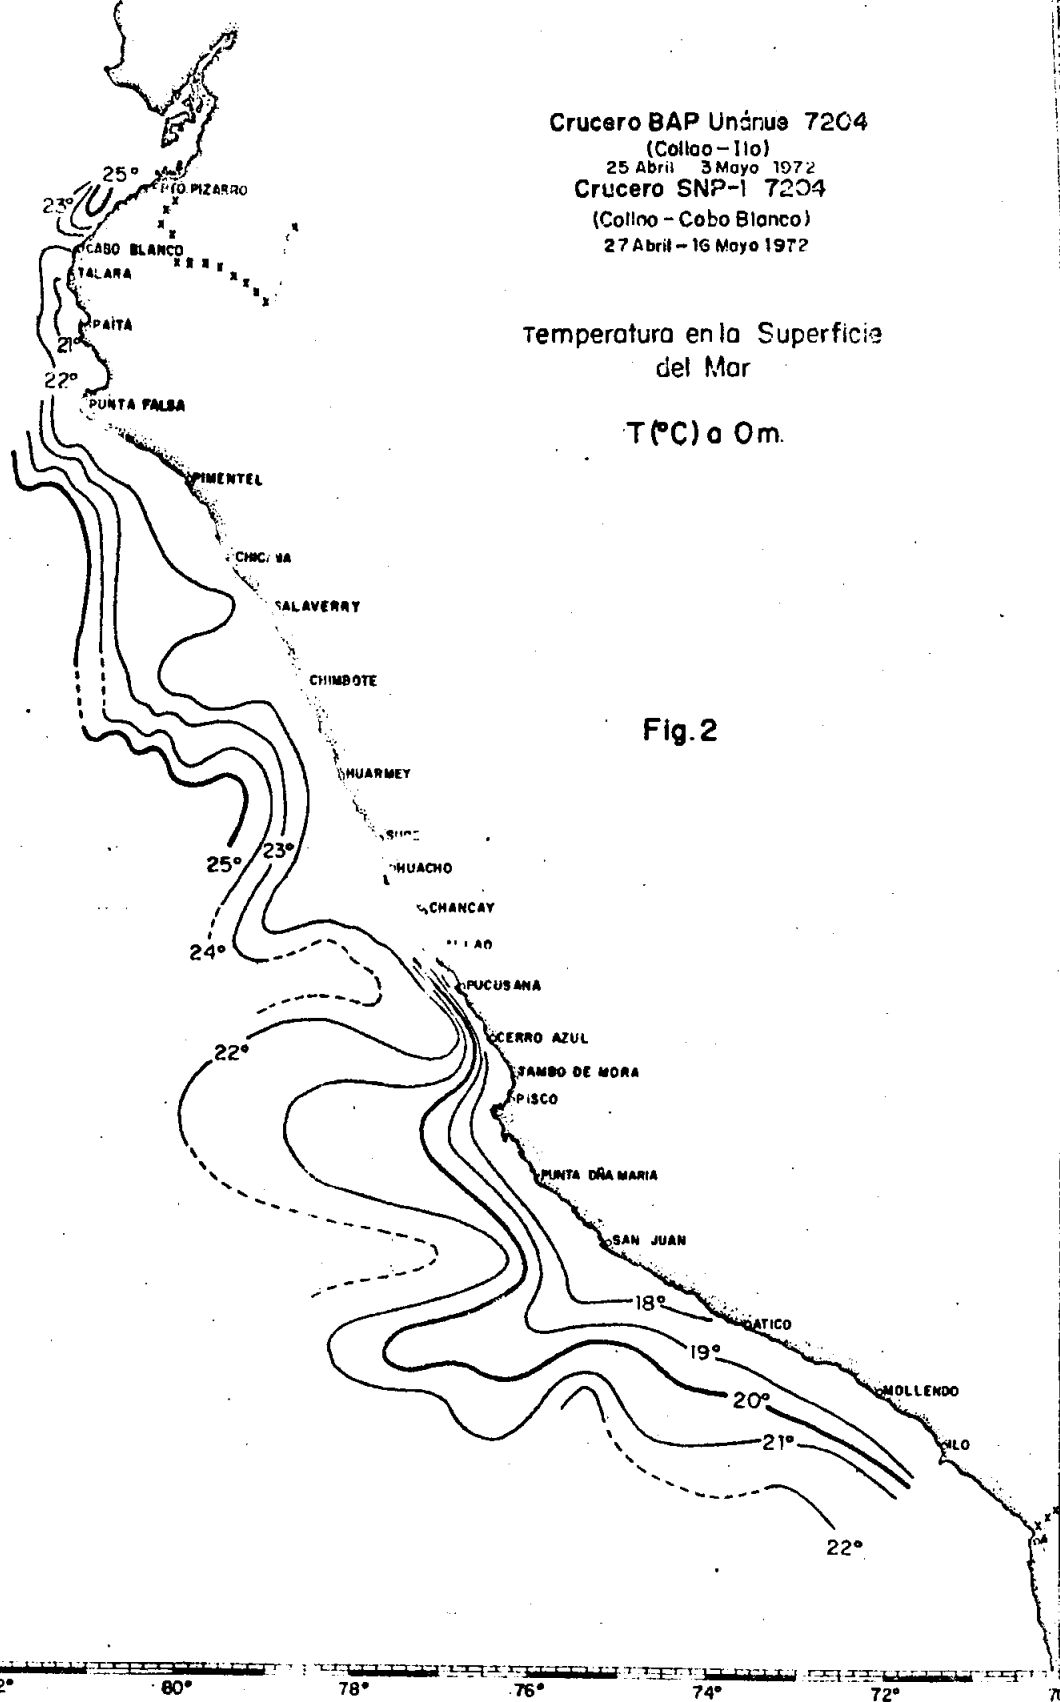 Crucero BAP Unánue 7204
(Callao – Ilo)
25 Abril 3 Mayo 1972
Crucero SNP-1 7204
(Callao – Cabo Blanco)
27 Abril – 16 Mayo 1972
Temperatura en la Superficie
del Mar
T(°C) a 0m.
Fig. 2
25°
PTO. PIZARRO
23°
CABO BLANCO
TALARA
PAITA
21°
22°
PUNTA FALSA
PIMENTEL
SALAVERRY
CHIMBOTE
HUARMEY
23°
25°
HUACHO
CHANCAY
24°
PUCUSANA
CERRO AZUL
22°
TAMBO DE MORA
PISCO
PUNTA DÑA MARIA
SAN JUAN
18°
ATICO
19°
MOLLENDO
20°
21°
ILO
22°
80° 78° 76° 74° 72°